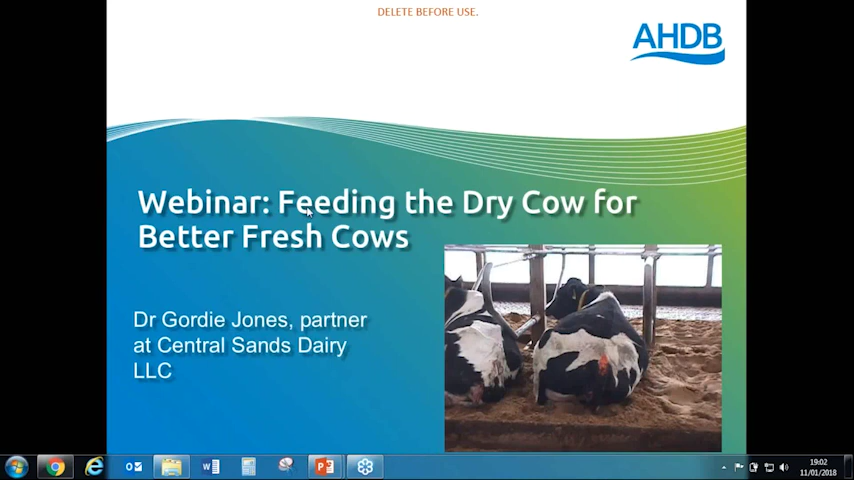 DELETE BEFORE USE.
AHDB
Webinar: Feeding the Dry Cow for
Better Fresh Cows
Dr Gordie Jones, partner
at Central Sands Dairy
LLC
19:02
11/01/2018